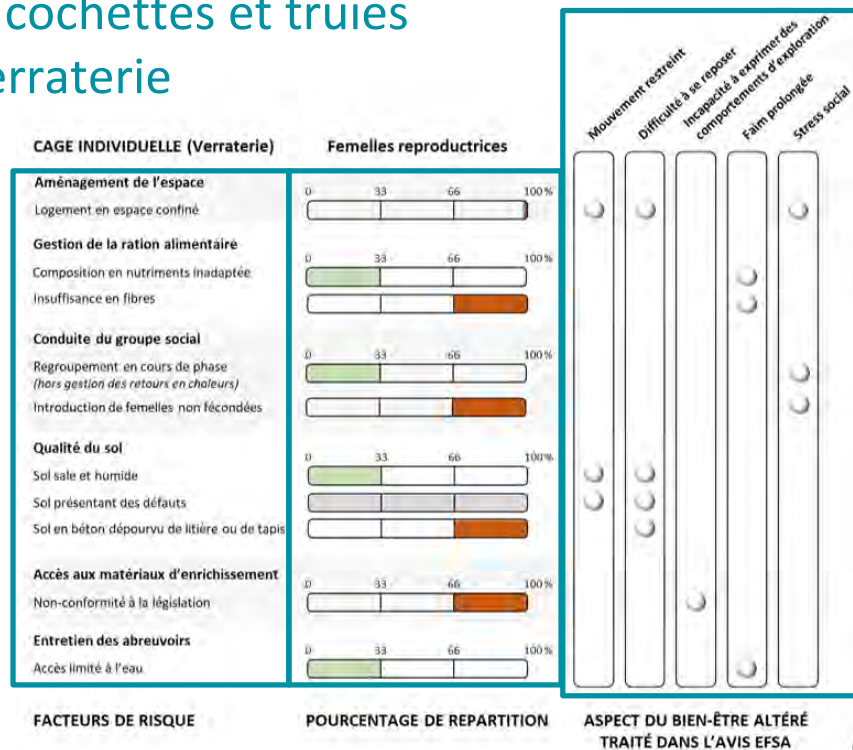 cochettes et truies
erraterie
Mouvement restreint
Difficulté à se reposer
Incapacité à exprimer des
comportements d'exploration
Faim prolongée
Stress social
CAGE INDIVIDUELLE (Verraterie)
Femelles reproductrices
Aménagement de l'espace
0 33 66 100%
Logement en espace confiné
Gestion de la ration alimentaire
0 33 66 100%
Composition en nutriments inadaptée
Insuffisance en fibres
Conduite du groupe social
0 33 66 100%
Regroupement en cours de phase
(hors gestion des retours en chaleurs)
Introduction de femelles non fécondées
Qualité du sol
0 33 66 100%
Sol sale et humide
Sol présentant des défauts
Sol en béton dépourvu de litière ou de tapis
Accès aux matériaux d'enrichissement
0 33 66 100%
Non-conformité à la législation
Entretien des abreuvoirs
0 33 66 100%
Accès limité à l'eau
FACTEURS DE RISQUE
POURCENTAGE DE REPARTITION
ASPECT DU BIEN-ÊTRE ALTÉRÉ
TRAITÉ DANS L'AVIS EFSA